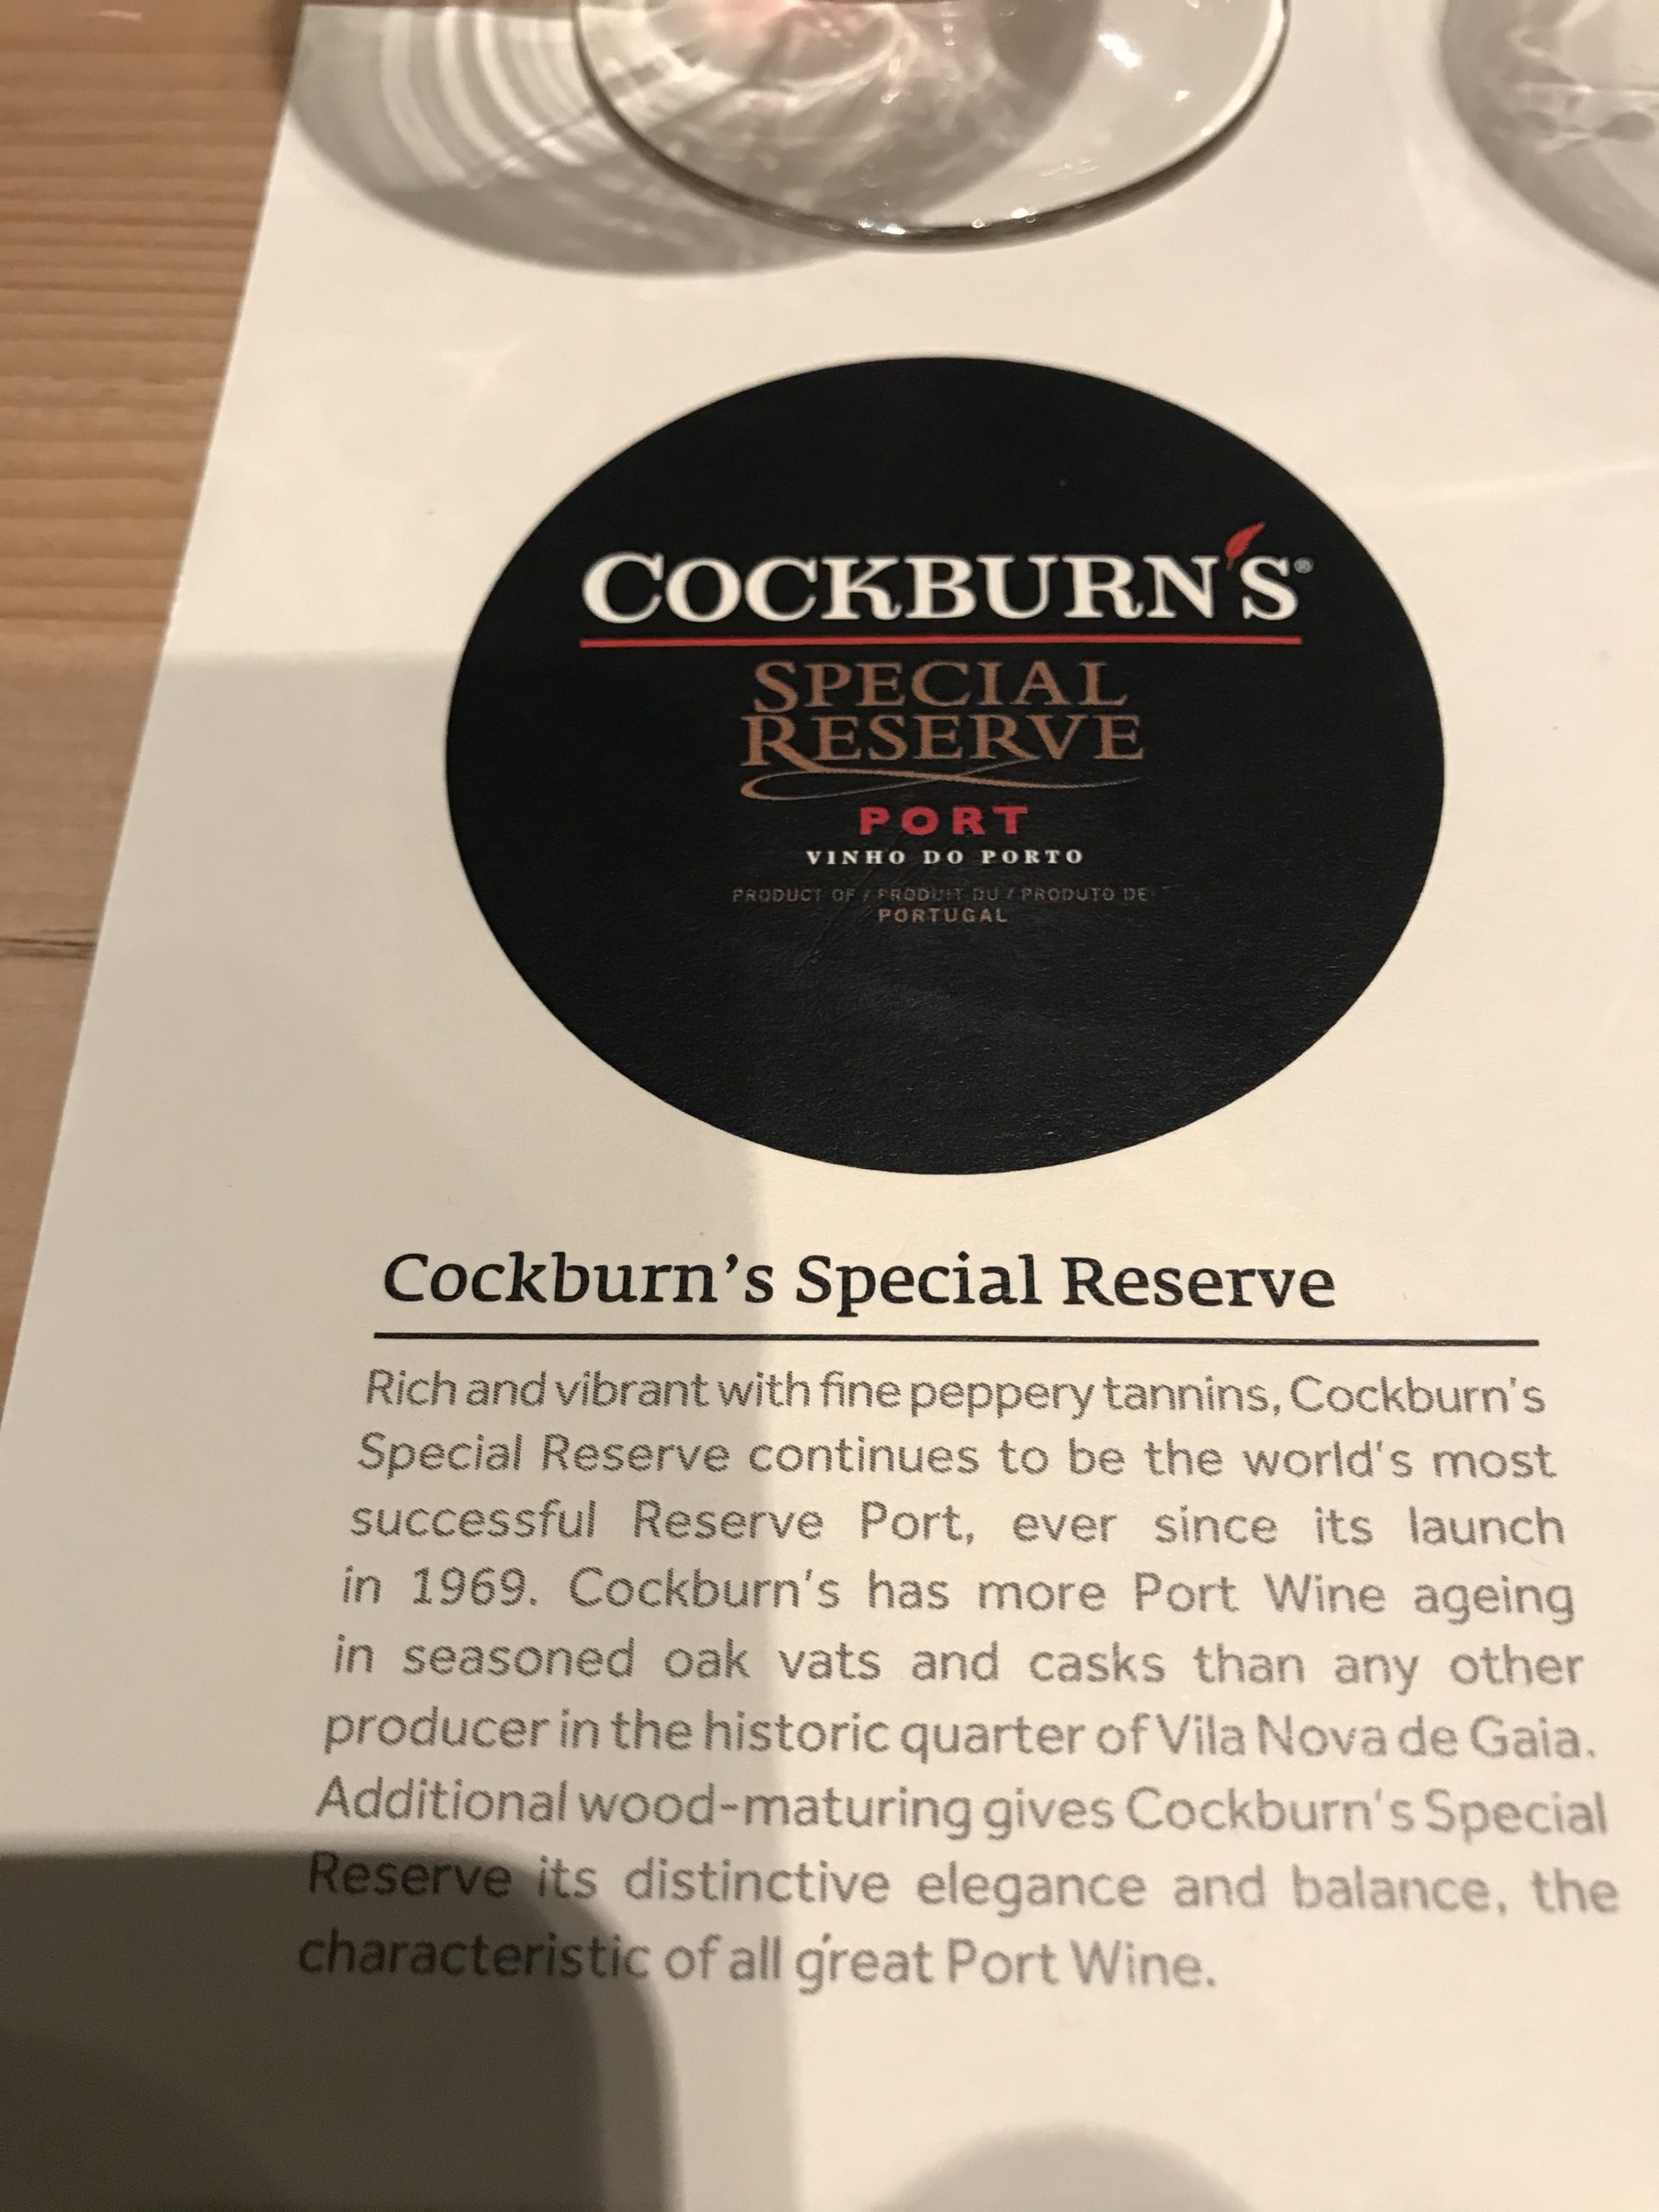 COCKBURN'S®
SPECIAL
RESERVE
PORT
VINHO DO PORTO
PRODUCT OF / PRODUIT DU / PRODUTO DE
PORTUGAL
Cockburn's Special Reserve
Rich and vibrant with fine peppery tannins, Cockburn's
Special Reserve continues to be the world's most
successful Reserve Port, ever since its launch
in 1969. Cockburn's has more Port Wine ageing
in seasoned oak vats and casks than any other
producer in the historic quarter of Vila Nova de Gaia.
Additional wood-maturing gives Cockburn's Special
Reserve its distinctive elegance and balance, the
characteristic of all great Port Wine.